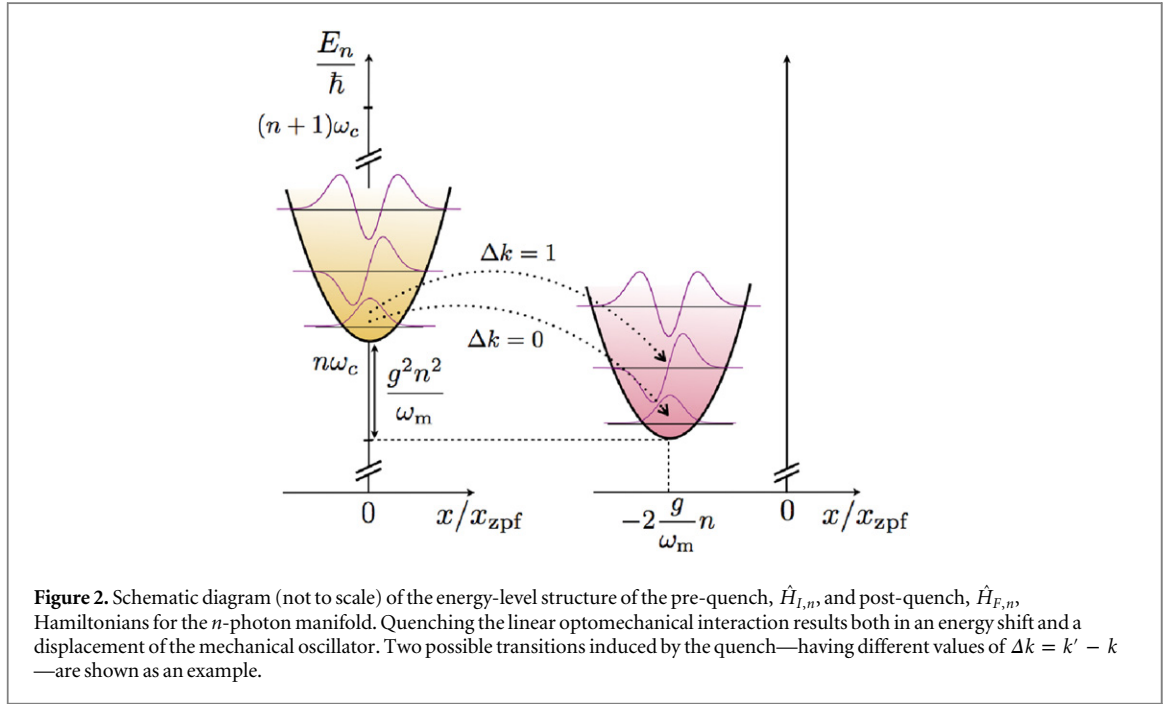 E_n
ħ
(n + 1)ω_c
Δk = 1
Δk = 0
nω_c
g²n²
ω_m
0
x/x_zpf
−2 g/ω_m n
0
x/x_zpf
Figure 2. Schematic diagram (not to scale) of the energy-level structure of the pre-quench, Ĥ_{I,n}, and post-quench, Ĥ_{F,n},
Hamiltonians for the n-photon manifold. Quenching the linear optomechanical interaction results both in an energy shift and a
displacement of the mechanical oscillator. Two possible transitions induced by the quench—having different values of Δk = k′ − k
—are shown as an example.